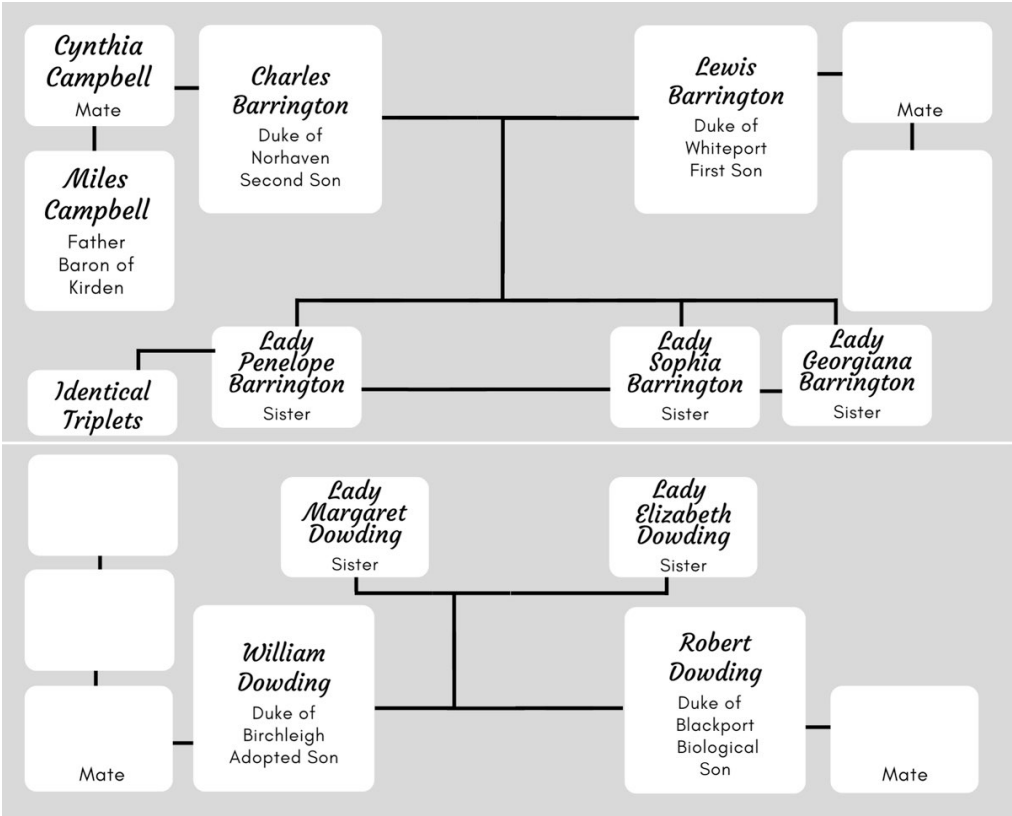 Cynthia
Campbell
Mate
Charles
Barrington
Duke of
Norhaven
Second Son
Lewis
Barrington
Duke of
Whiteport
First Son
Mate
Miles
Campbell
Father
Baron of
Kirden
Lady
Penelope
Barrington
Sister
Lady
Sophia
Barrington
Sister
Lady
Georgiana
Barrington
Sister
Identical
Triplets
Lady
Margaret
Dowding
Sister
Lady
Elizabeth
Dowding
Sister
William
Dowding
Duke of
Birchleigh
Adopted Son
Robert
Dowding
Duke of
Blackport
Biological
Son
Mate
Mate